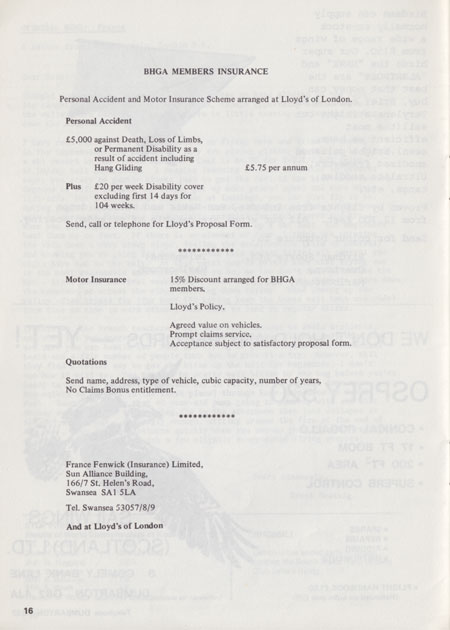 BHGA MEMBERS INSURANCE
Personal Accident and Motor Insurance Scheme arranged at Lloyd's of London.
Personal Accident
£5,000 against Death, Loss of Limbs,
or Permanent Disability as a
result of accident including
Hang Gliding £5.75 per annum
Plus £20 per week Disability cover
excluding first 14 days for
104 weeks.
Send, call or telephone for Lloyd's Proposal Form.
************
Motor Insurance 15% Discount arranged for BHGA
members.
Lloyd's Policy.
Agreed value on vehicles.
Prompt claims service.
Acceptance subject to satisfactory proposal form.
Quotations
Send name, address, type of vehicle, cubic capacity, number of years,
No Claims Bonus entitlement.
************
France Fenwick (Insurance) Limited,
Sun Alliance Building,
166/7 St. Helen's Road,
Swansea SA1 5LA
Tel. Swansea 53057/8/9
And at Lloyd's of London
16